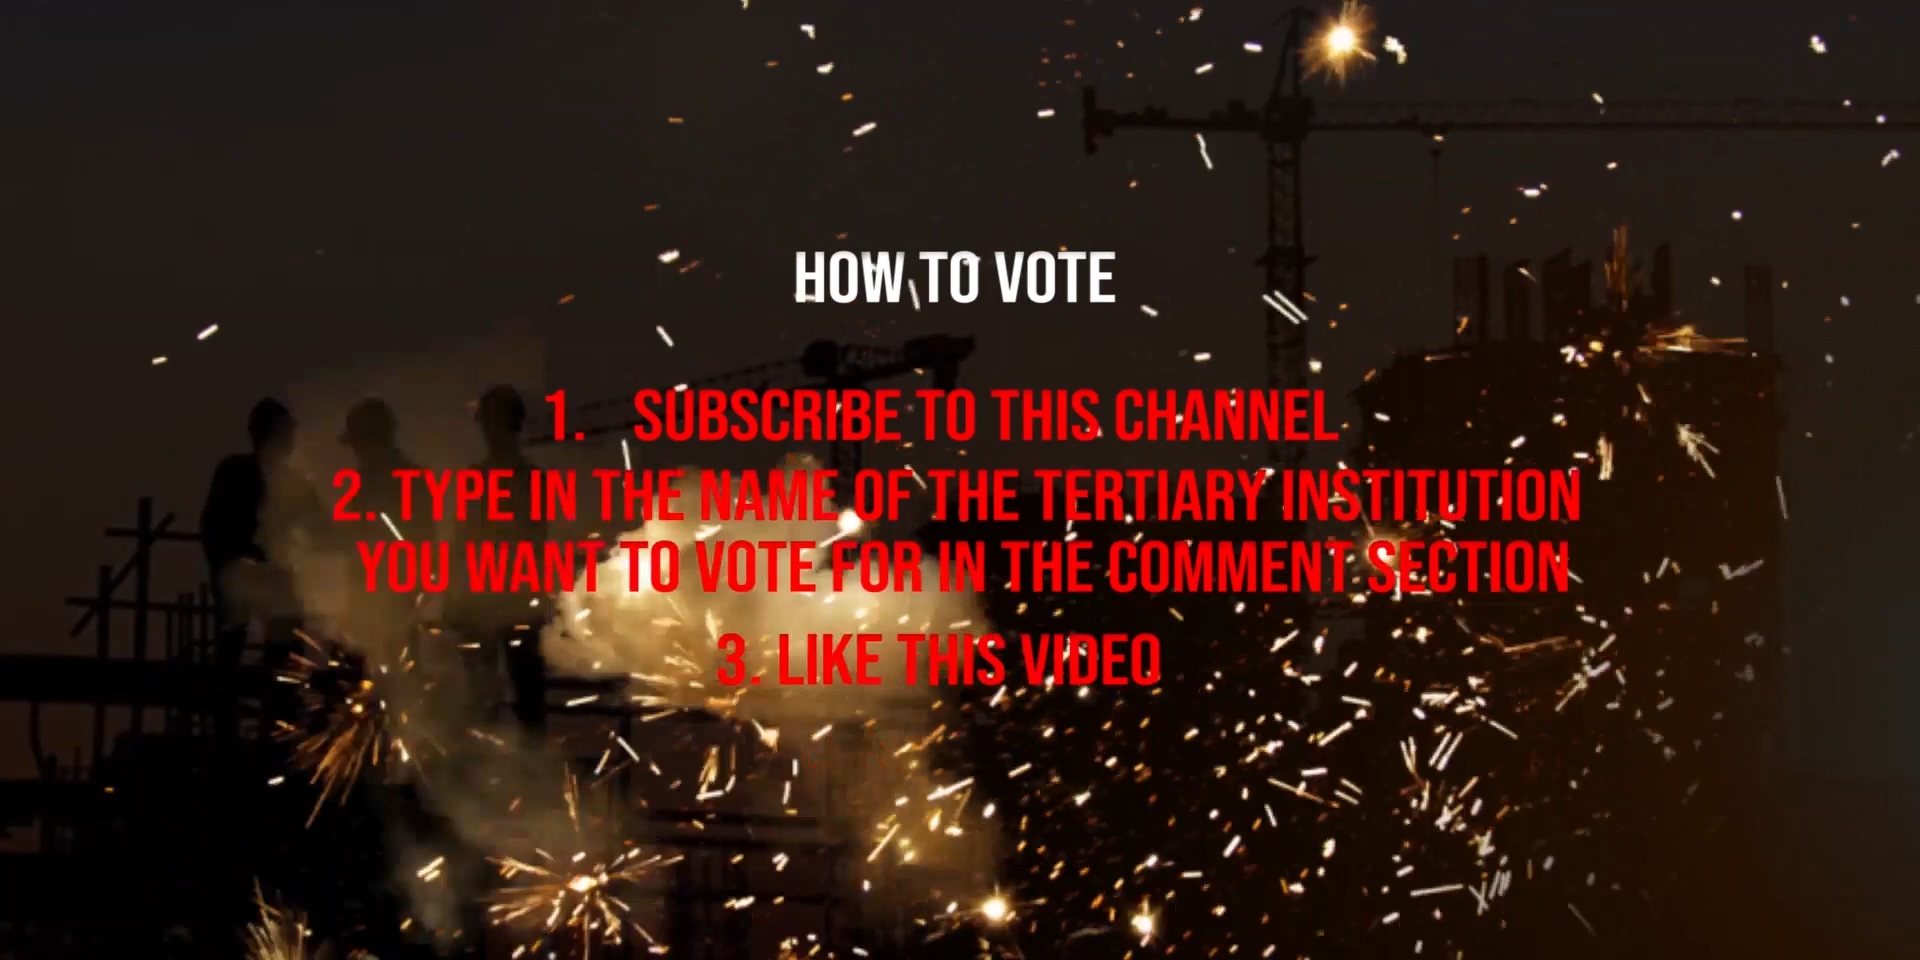 HOW TO VOTE
1. SUBSCRIBE TO THIS CHANNEL
2. TYPE IN THE NAME OF THE TERTIARY INSTITUTION
YOU WANT TO VOTE FOR IN THE COMMENT SECTION
3. LIKE THIS VIDEO